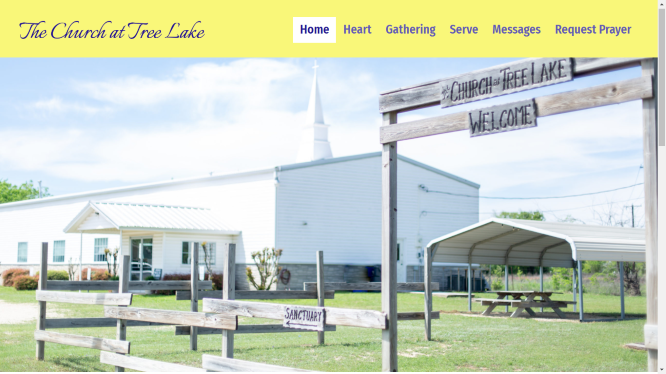 The Church at Tree Lake
Home Heart Gathering Serve Messages Request Prayer
the CHURCH at TREE LAKE
WELCOME
SANCTUARY